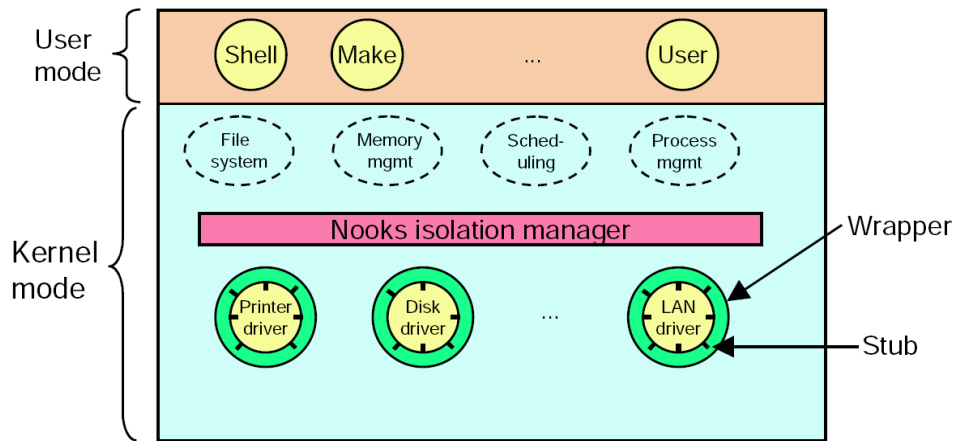 User
mode
Shell
Make
...
User
File
system
Memory
mgmt
Sched-
uling
Process
mgmt
Kernel
mode
Nooks isolation manager
Wrapper
Printer
driver
Disk
driver
...
LAN
driver
Stub